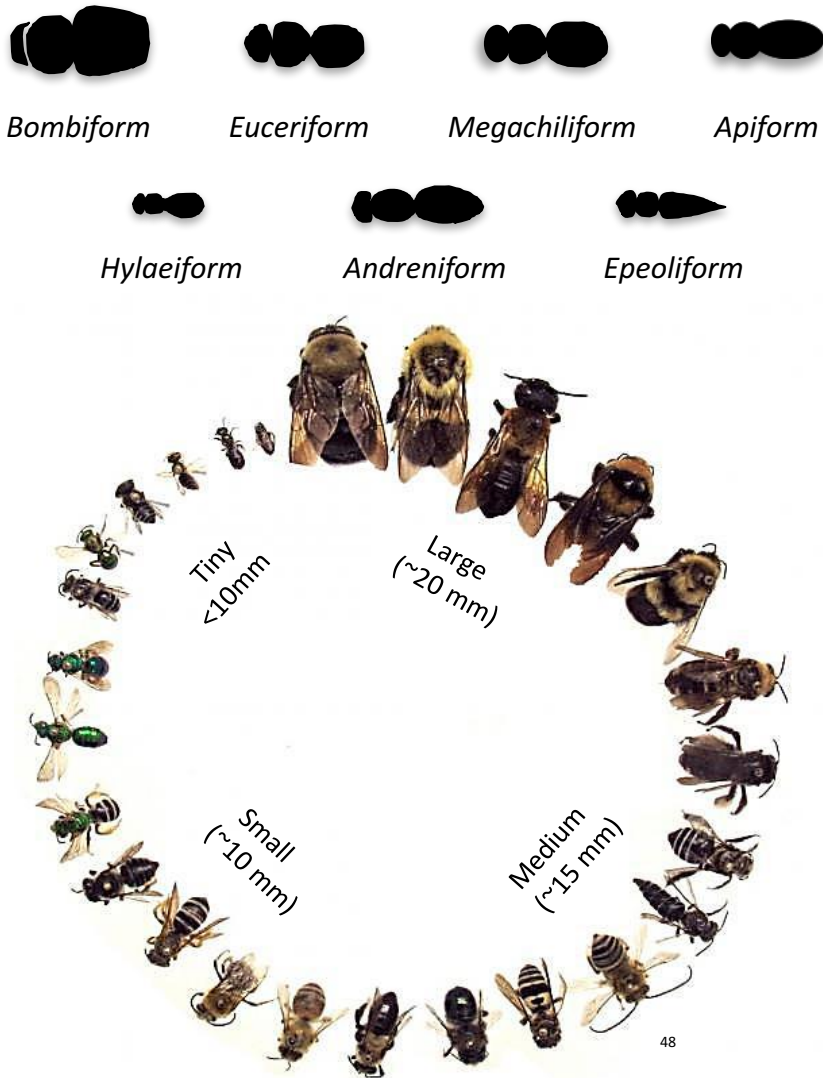 Bombiform Euceriform Megachiliform Apiform
Hylaeiform Andreniform Epeoliform
Tiny
<10mm
Large
(~20 mm)
Small
(~10 mm)
Medium
(~15 mm)
48